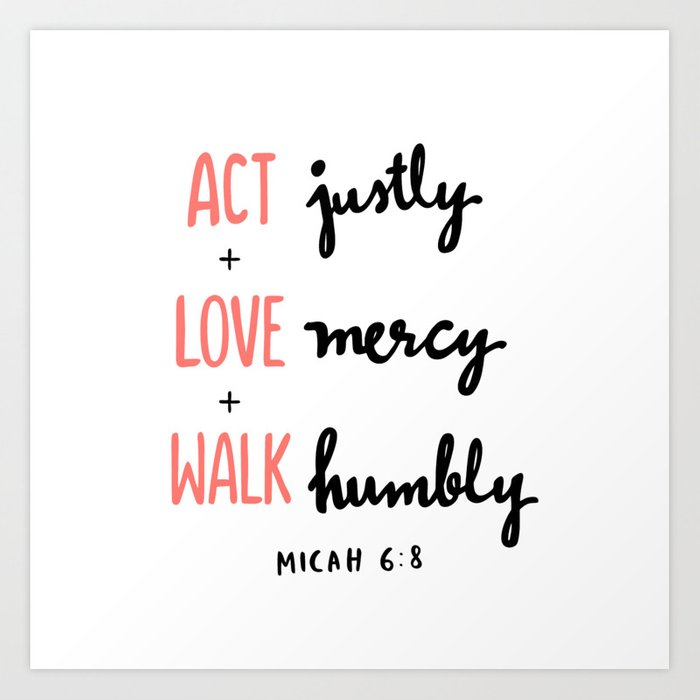 ACT justly
+
LOVE mercy
+
WALK humbly
MICAH 6:8